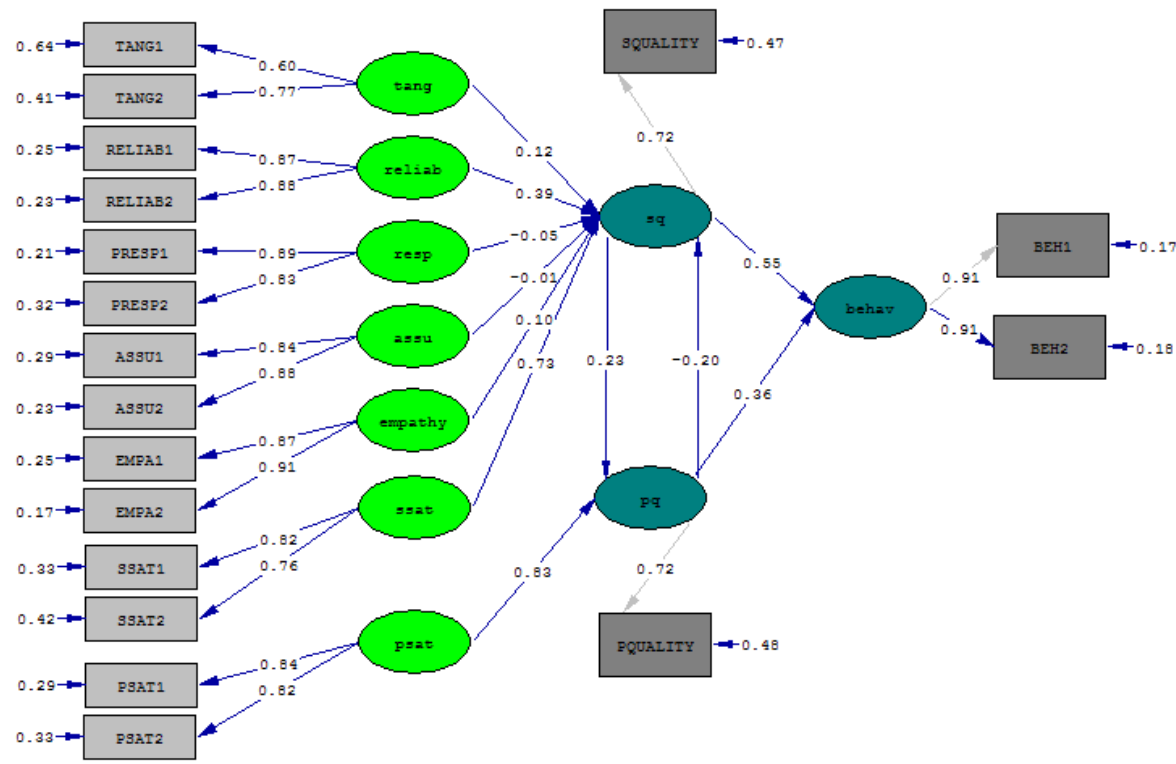 0.64 TANG1
0.60
0.41 TANG2
0.77
tang
0.12
0.25 RELIAB1
0.87
0.23 RELIAB2
0.88
reliab
0.39
0.21 PRESP1
0.89
0.32 PRESP2
0.83
resp
-0.05
0.29 ASSU1
0.84
0.23 ASSU2
0.88
assu
-0.01
0.25 EMPA1
0.87
0.17 EMPA2
0.91
empathy
0.10
0.33 SSAT1
0.82
0.42 SSAT2
0.76
ssat
0.73
0.29 PSAT1
0.84
0.33 PSAT2
0.82
psat
0.83
SQUALITY 0.47
0.72
sq
0.55
0.23
-0.20
0.36
pq
0.72
PQUALITY 0.48
behav
0.91
BEH1 0.17
0.91
BEH2 0.18